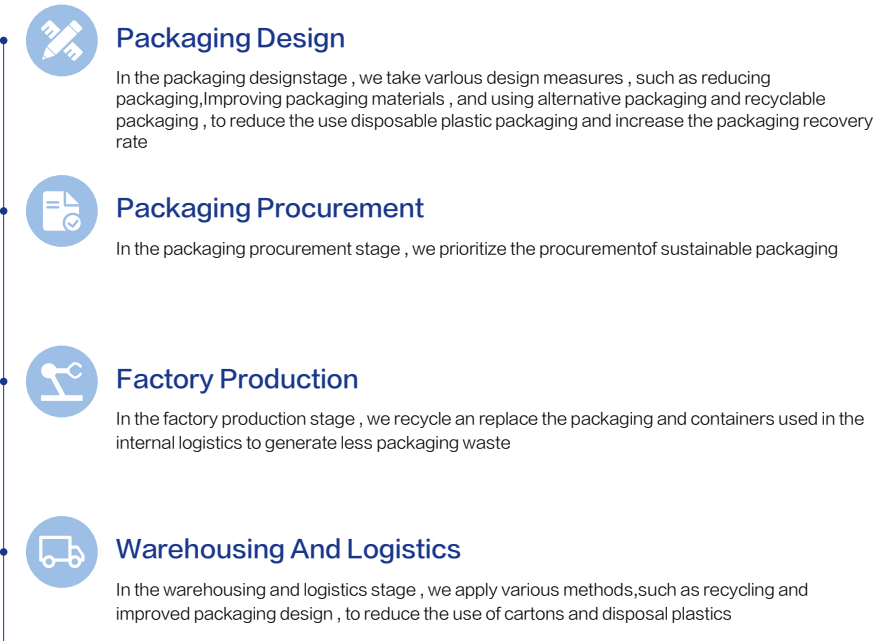 Packaging Design
In the packaging designstage , we take varlous design measures , such as reducing
packaging,Improving packaging materials , and using alternative packaging and recyclable
packaging , to reduce the use disposable plastic packaging and increase the packaging recovery
rate
Packaging Procurement
In the packaging procurement stage , we prioritize the procurementof sustainable packaging
Factory Production
In the factory production stage , we recycle an replace the packaging and containers used in the
internal logistics to generate less packaging waste
Warehousing And Logistics
In the warehousing and logistics stage , we apply various methods,such as recycling and
improved packaging design , to reduce the use of cartons and disposal plastics